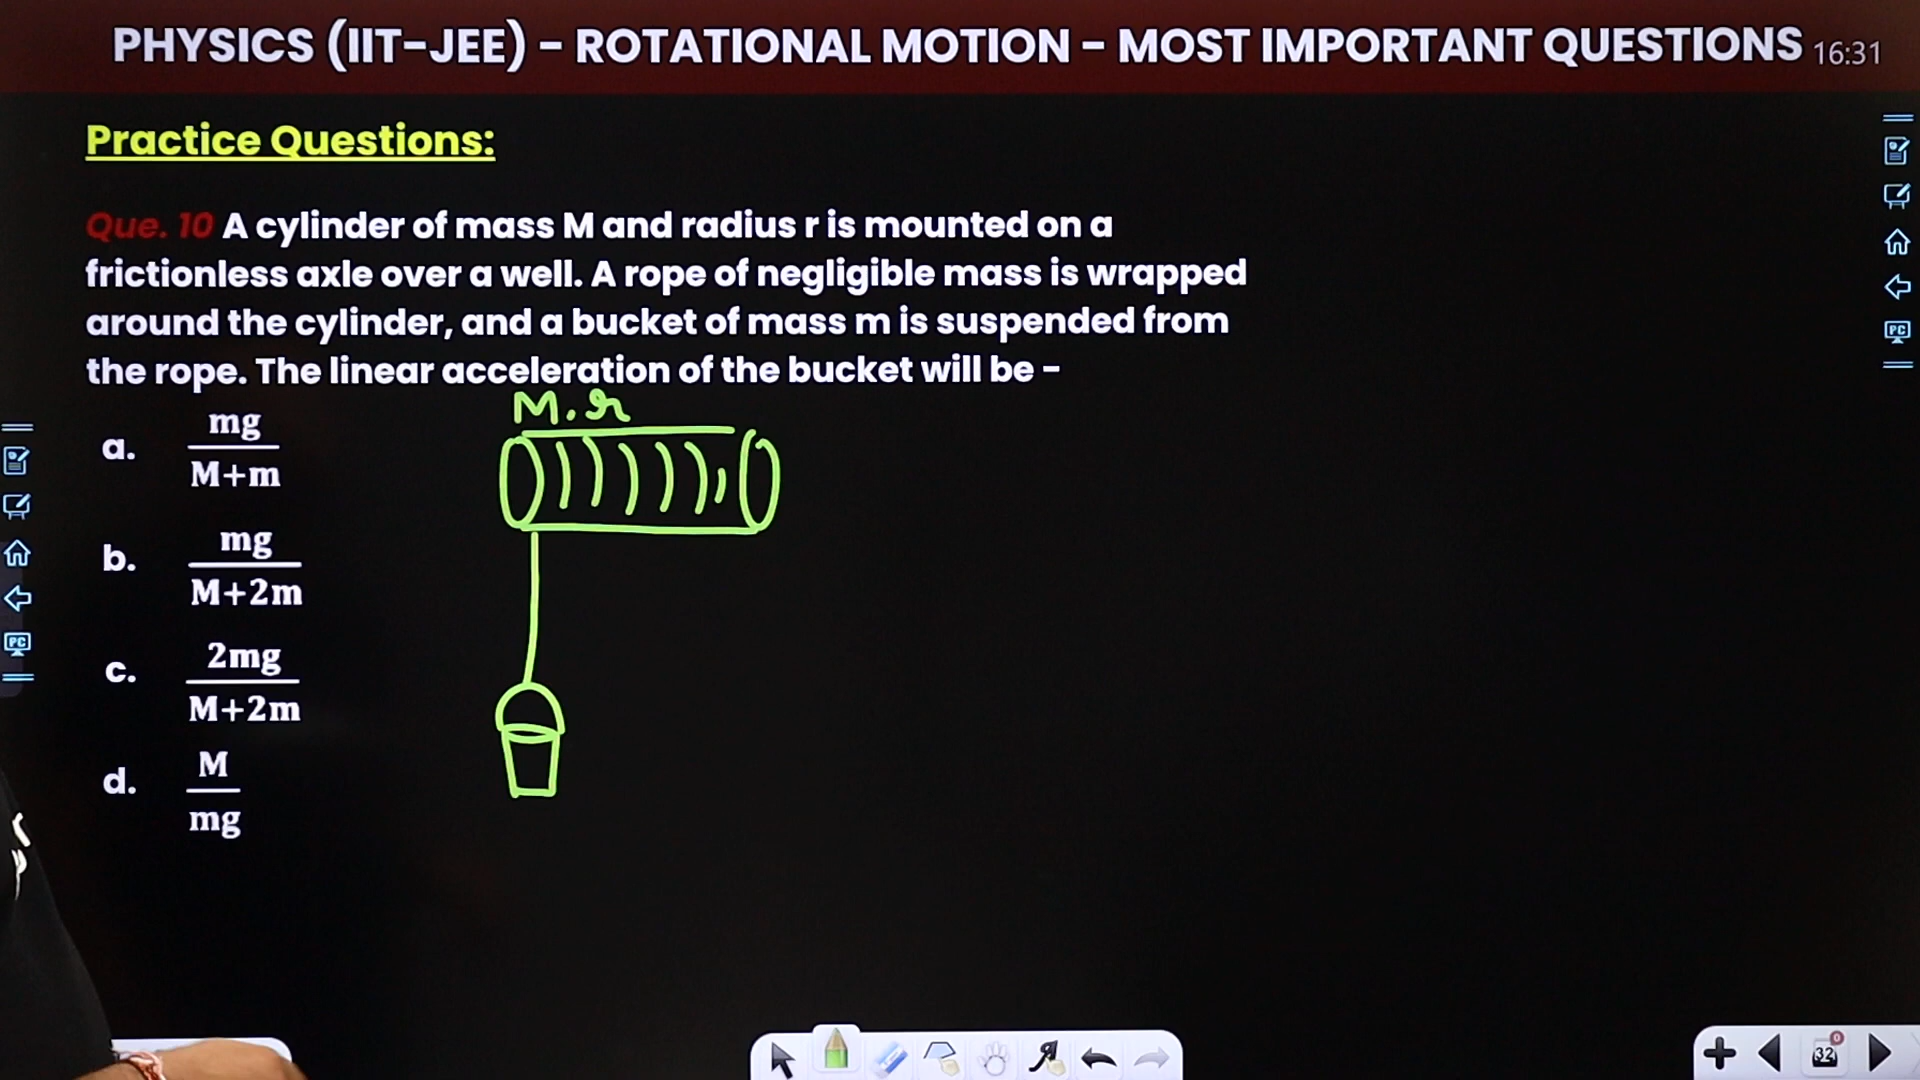 PHYSICS (IIT-JEE) - ROTATIONAL MOTION - MOST IMPORTANT QUESTIONS 16:31
Practice Questions:
Que. 10 A cylinder of mass M and radius r is mounted on a
frictionless axle over a well. A rope of negligible mass is wrapped
around the cylinder, and a bucket of mass m is suspended from
the rope. The linear acceleration of the bucket will be -
M.r
a. mg
M+m
b. mg
M+2m
c. 2mg
M+2m
d. M
mg
PC
PC
32
0